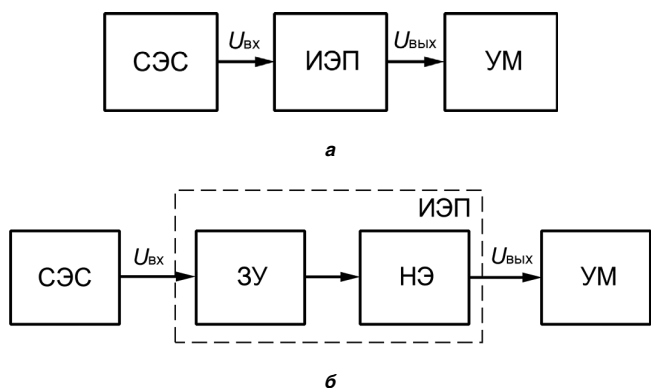 СЭС Uвх ИЭП Uвых УМ
а
ИЭП
СЭС Uвх ЗУ НЭ Uвых УМ
б